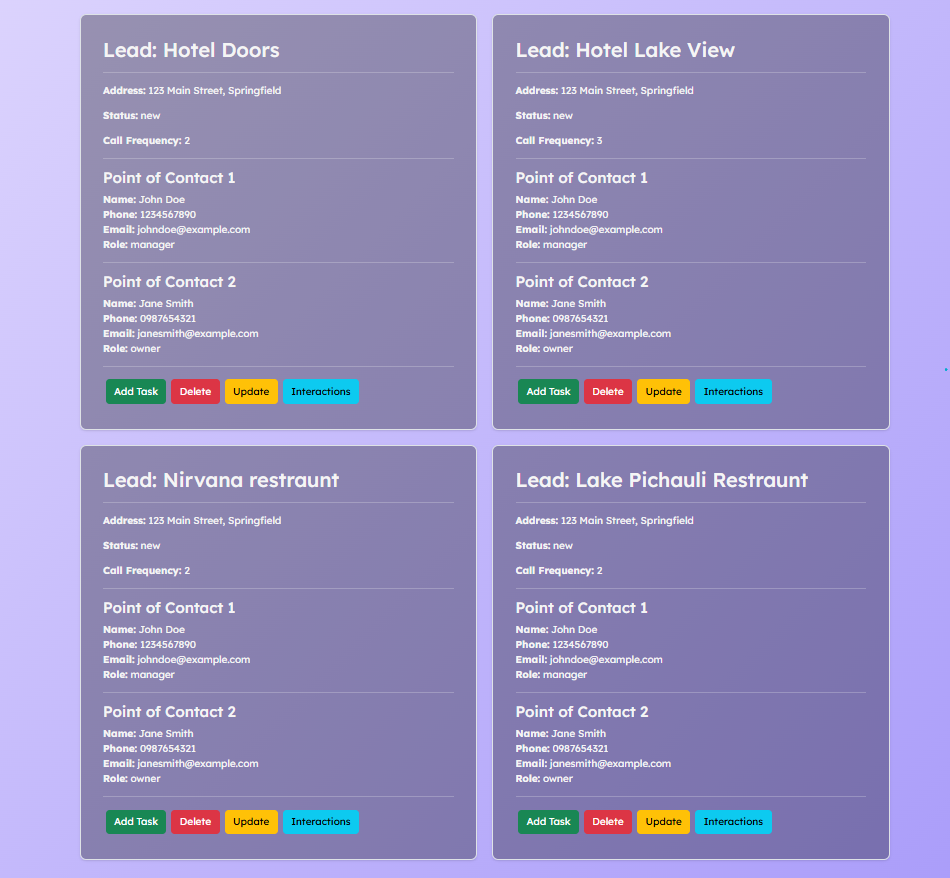 Lead: Hotel Doors
Address: 123 Main Street, Springfield
Status: new
Call Frequency: 2
Point of Contact 1
Name: John Doe
Phone: 1234567890
Email: johndoe@example.com
Role: manager
Point of Contact 2
Name: Jane Smith
Phone: 0987654321
Email: janesmith@example.com
Role: owner
Add Task Delete Update Interactions
Lead: Hotel Lake View
Address: 123 Main Street, Springfield
Status: new
Call Frequency: 3
Point of Contact 1
Name: John Doe
Phone: 1234567890
Email: johndoe@example.com
Role: manager
Point of Contact 2
Name: Jane Smith
Phone: 0987654321
Email: janesmith@example.com
Role: owner
Add Task Delete Update Interactions
Lead: Nirvana restraunt
Address: 123 Main Street, Springfield
Status: new
Call Frequency: 2
Point of Contact 1
Name: John Doe
Phone: 1234567890
Email: johndoe@example.com
Role: manager
Point of Contact 2
Name: Jane Smith
Phone: 0987654321
Email: janesmith@example.com
Role: owner
Add Task Delete Update Interactions
Lead: Lake Pichauli Restraunt
Address: 123 Main Street, Springfield
Status: new
Call Frequency: 2
Point of Contact 1
Name: John Doe
Phone: 1234567890
Email: johndoe@example.com
Role: manager
Point of Contact 2
Name: Jane Smith
Phone: 0987654321
Email: janesmith@example.com
Role: owner
Add Task Delete Update Interactions